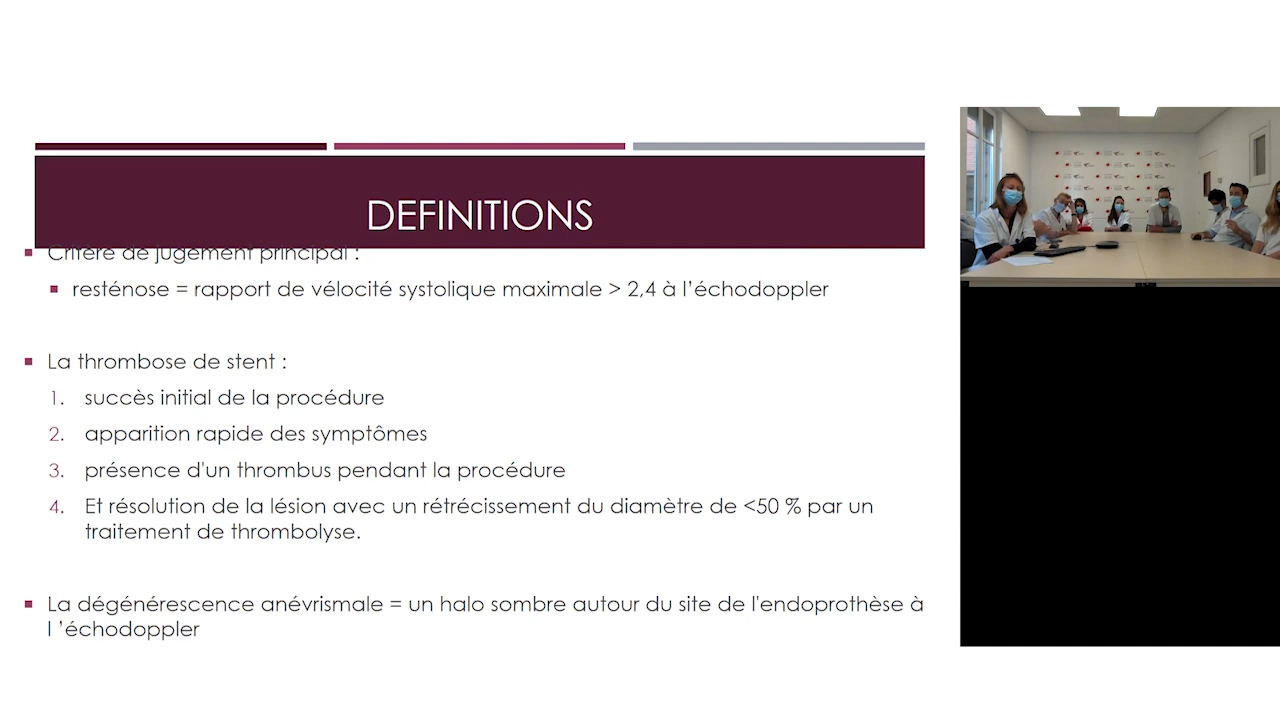 DEFINITIONS
Critère de jugement principal :
resténose = rapport de vélocité systolique maximale > 2,4 à l’échodoppler
La thrombose de stent :
1. succès initial de la procédure
2. apparition rapide des symptômes
3. présence d'un thrombus pendant la procédure
4. Et résolution de la lésion avec un rétrécissement du diamètre de <50 % par un
traitement de thrombolyse.
La dégénérescence anévrismale = un halo sombre autour du site de l'endoprothèse à
l ’échodoppler